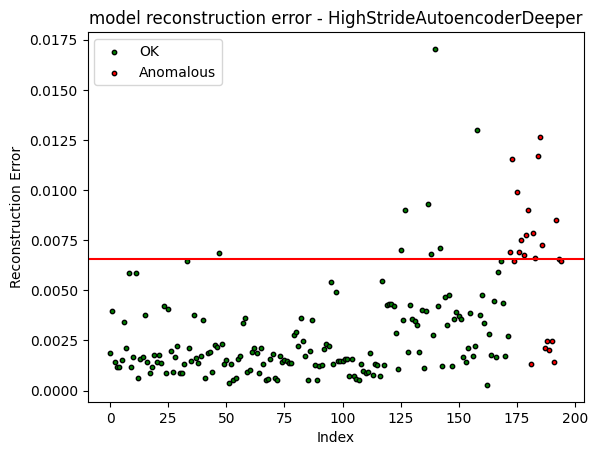 model reconstruction error - HighStrideAutoencoderDeeper
OK
Anomalous
Reconstruction Error
0.0175
0.0150
0.0125
0.0100
0.0075
0.0050
0.0025
0.0000
0 25 50 75 100 125 150 175 200
Index